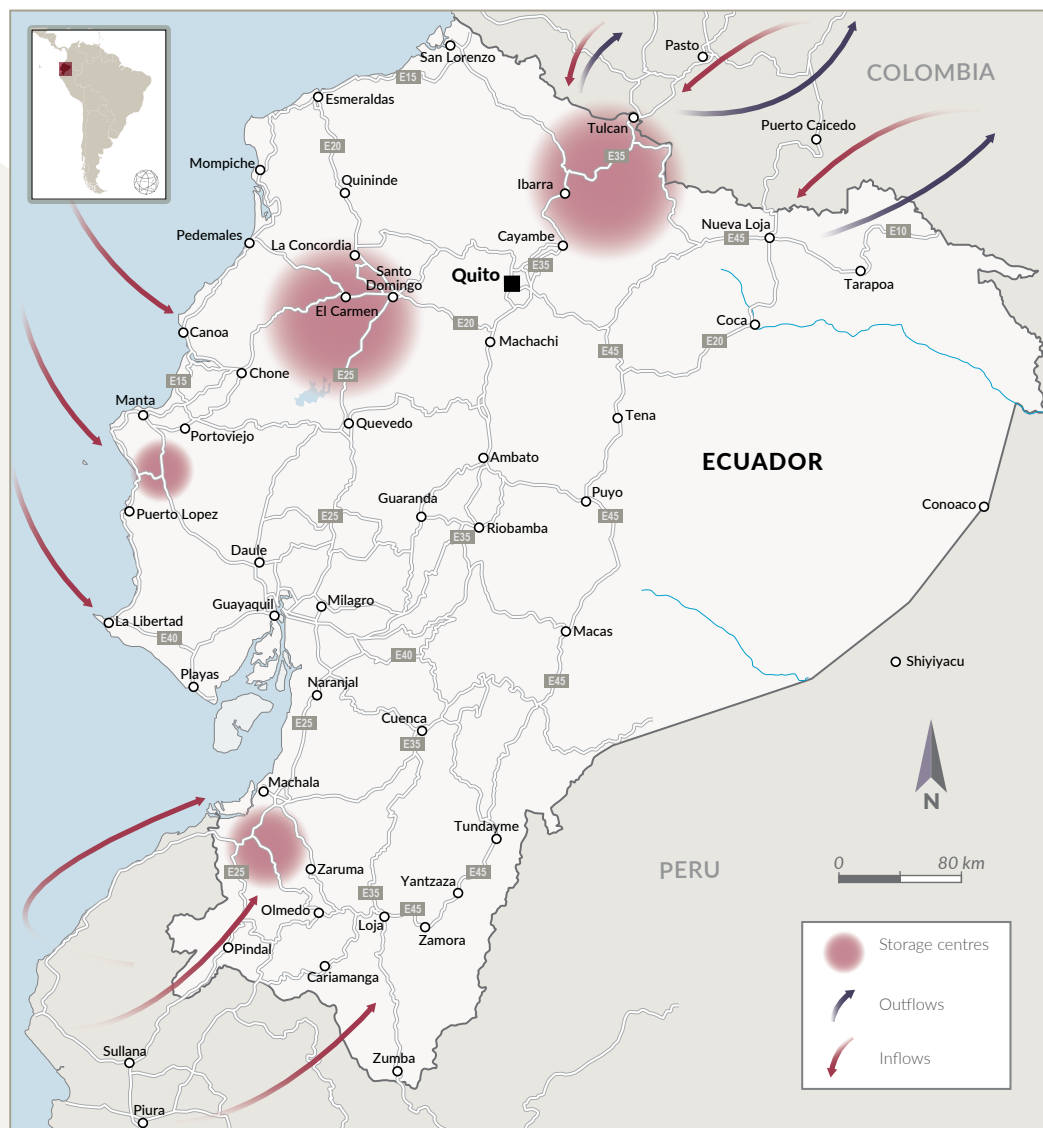 Pasto
San Lorenzo
COLOMBIA
E15
Esmeraldas
Tulcan
Puerto Caicedo
E20
E35
Mompiche
Quininde
Ibarra
Nueva Loja
E10
Pedemales
La Concordia
Cayambe
E45
E35
Santo
Domingo
Quito
Tarapoa
El Carmen
E20
Coca
Canoa
Machachi
E20
E45
Chone
E25
E15
Manta
Portoviejo
Quevedo
Tena
Ambato
ECUADOR
Guaranda
Puyo
Conoaco
Puerto Lopez
E25
E45
Riobamba
E35
Daule
Guayaquil
Milagro
La Libertad
E40
Macas
E40
Shiyiyacu
Playas
Naranjal
E45
E25
Cuenca
E35
Machala
N
Tundayme
0
80 km
PERU
E25
Zaruma
E45
Yantzaza
E35
Olmedo
E45
Loja
Zamora
Pindal
Cariamanga
Storage centres
Outflows
Inflows
Sullana
Zumba
Piura